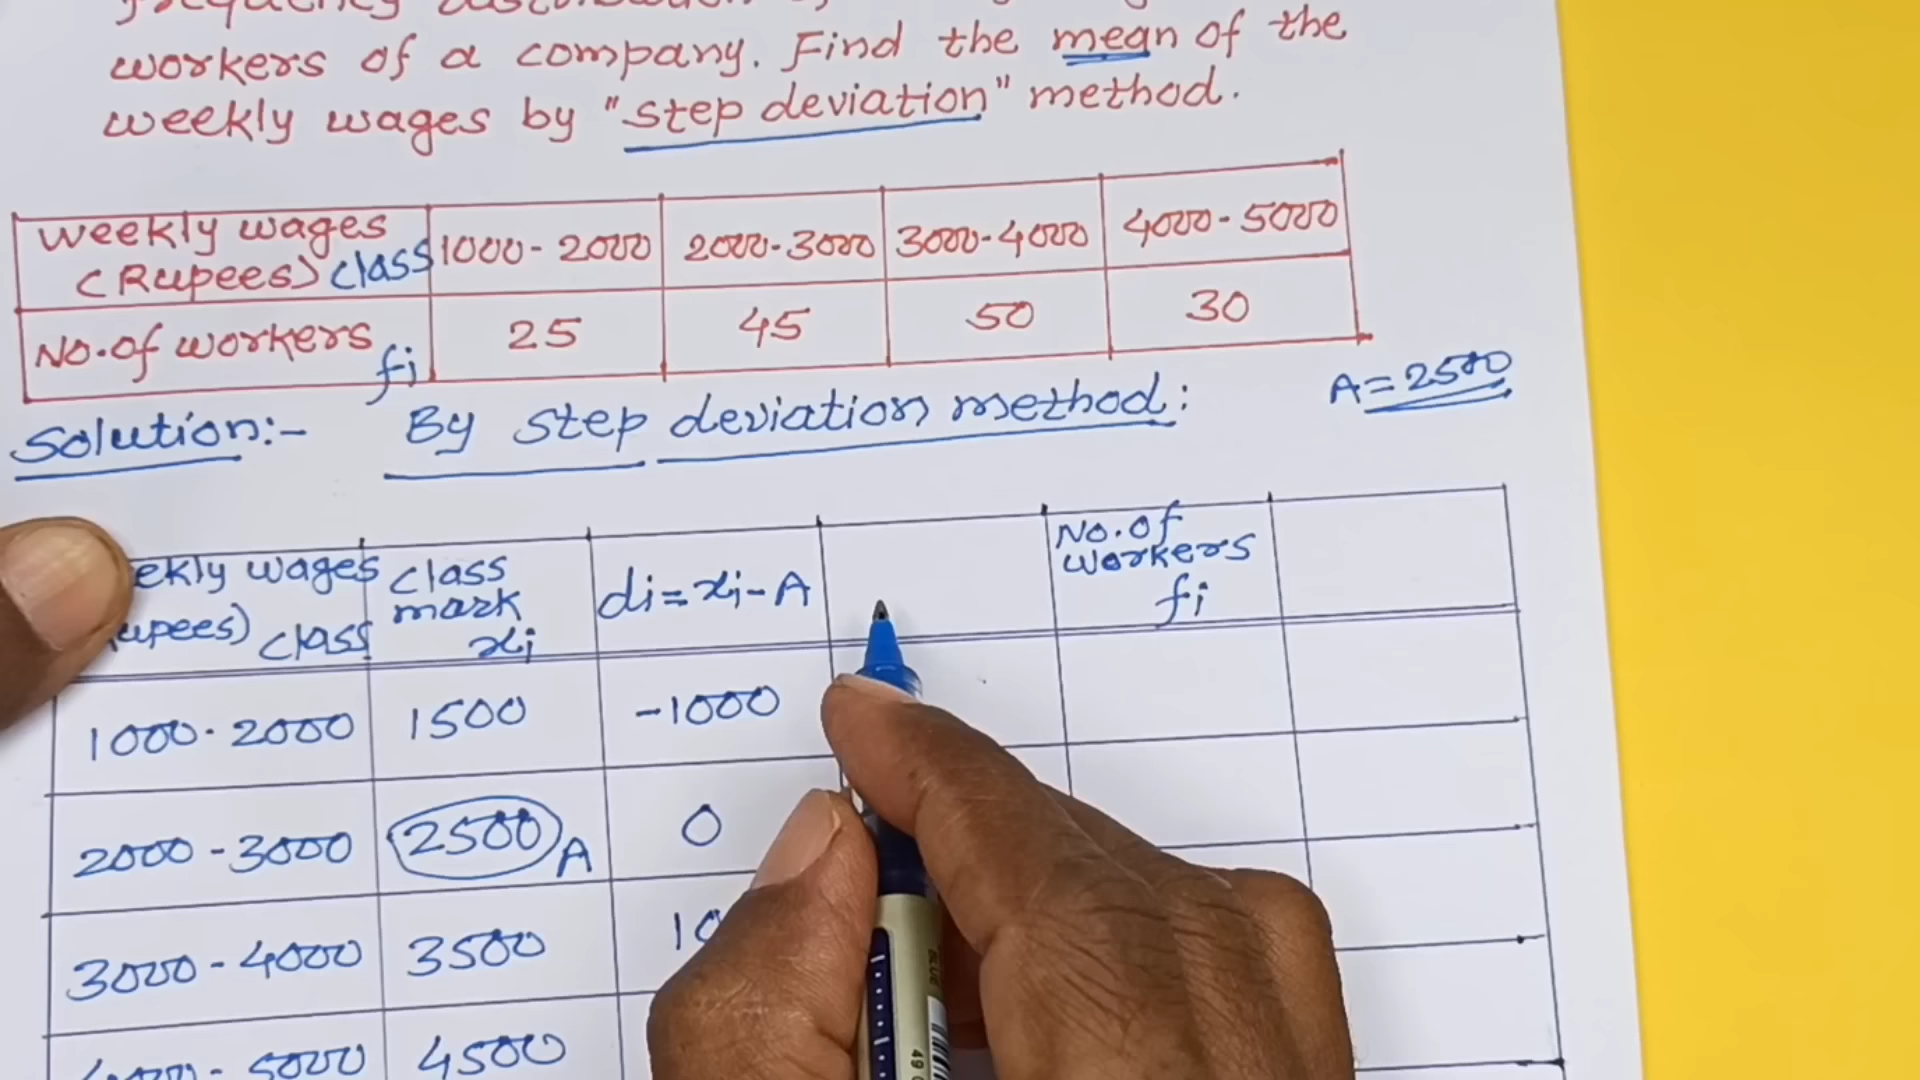 workers of a company. Find the mean of the
weekly wages by "step deviation" method.
weekly wages
(Rupees) class
1000 - 2000
2000-3000
3000-4000
4000-5000
No. of workers fi
25
45
50
30
Solution:- By step deviation method:
A = 2500
wages
class
class
mark
xi
di = xi - A
No. of
workers
fi
1000 - 2000
1500
-1000
2000 - 3000
2500 A
0
3000 - 4000
3500
5000
4500